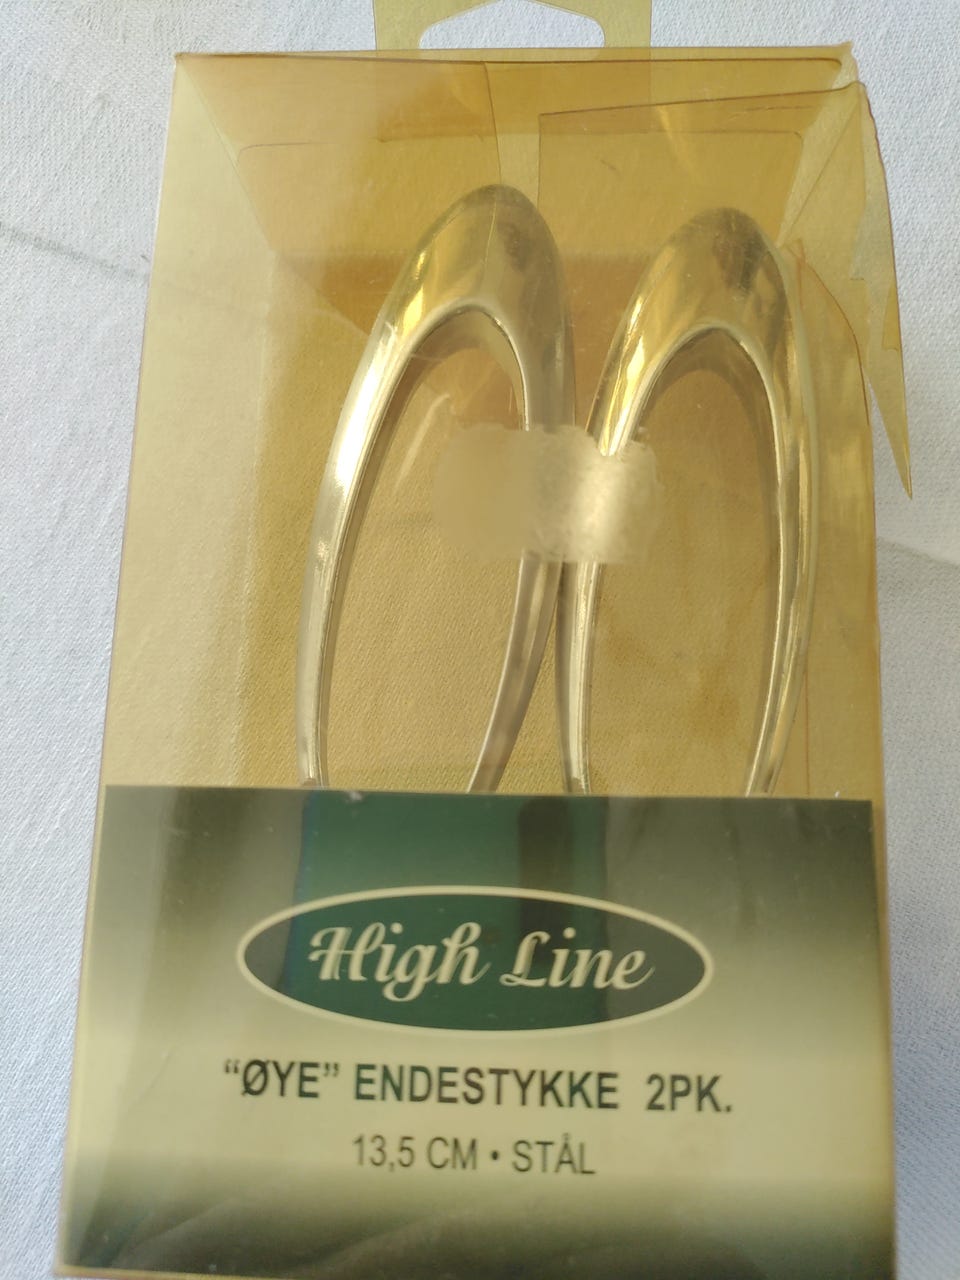 High Line
“ØYE” ENDESTYKKE 2PK.
13,5 CM • STÅL